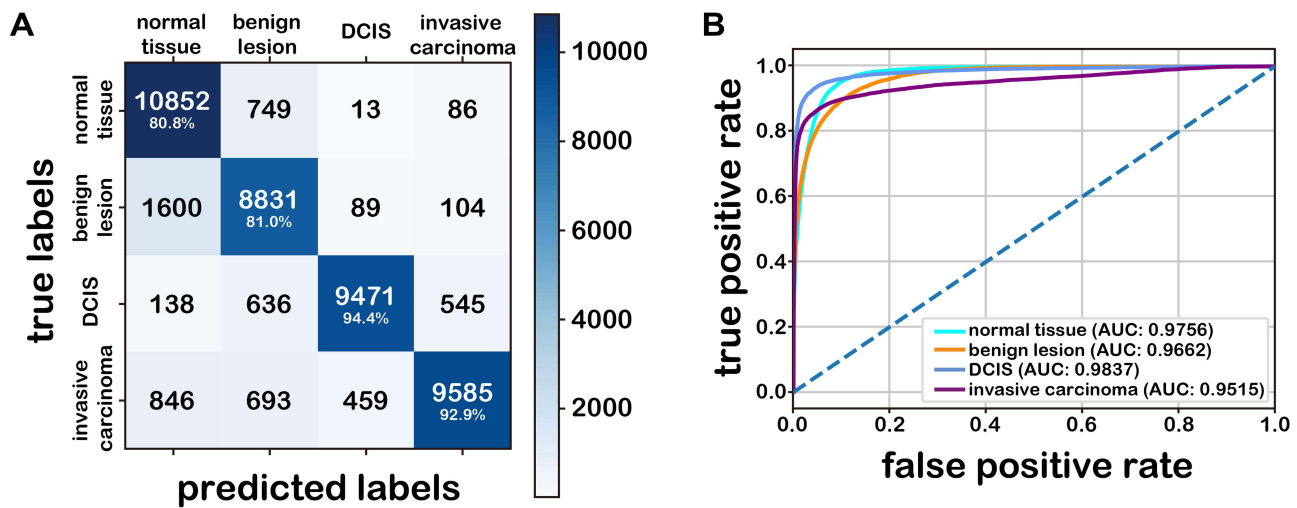 A
normal
tissue
benign
lesion
DCIS
invasive
carcinoma
true labels
normal
tissue
benign
lesion
DCIS
invasive
carcinoma
10852
80.8%
749
13
86
1600
8831
81.0%
89
104
138
636
9471
94.4%
545
846
693
459
9585
92.9%
predicted labels
10000
8000
6000
4000
2000
B
true positive rate
1.0
0.8
0.6
0.4
0.2
0.0
normal tissue (AUC: 0.9756)
benign lesion (AUC: 0.9662)
DCIS (AUC: 0.9837)
invasive carcinoma (AUC: 0.9515)
0.0 0.2 0.4 0.6 0.8 1.0
false positive rate